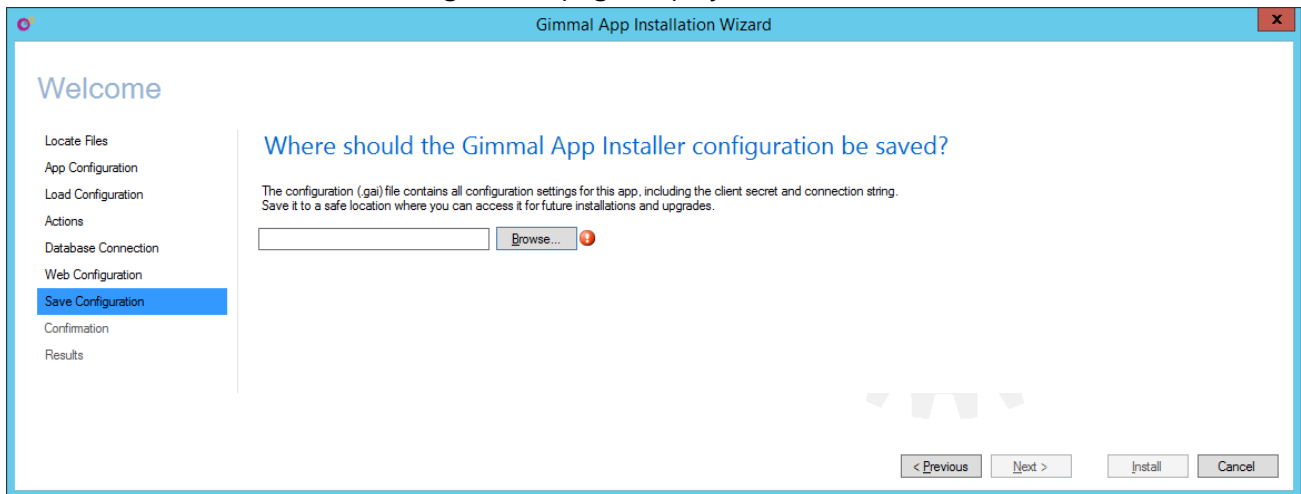 Gimmal App Installation Wizard
x
Welcome
Locate Files
App Configuration
Load Configuration
Actions
Database Connection
Web Configuration
Save Configuration
Confirmation
Results
Where should the Gimmal App Installer configuration be saved?
The configuration (.gai) file contains all configuration settings for this app, including the client secret and connection string.
Save it to a safe location where you can access it for future installations and upgrades.
Browse...
< Previous
Next >
Install
Cancel